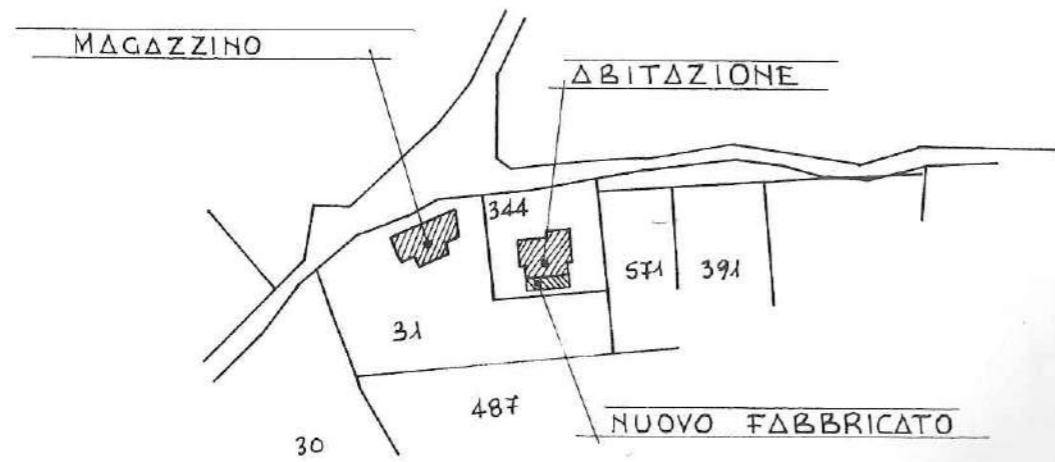 MAGAZZINO
ABITAZIONE
344
571
391
31
487
30
NUOVO FABBRICATO